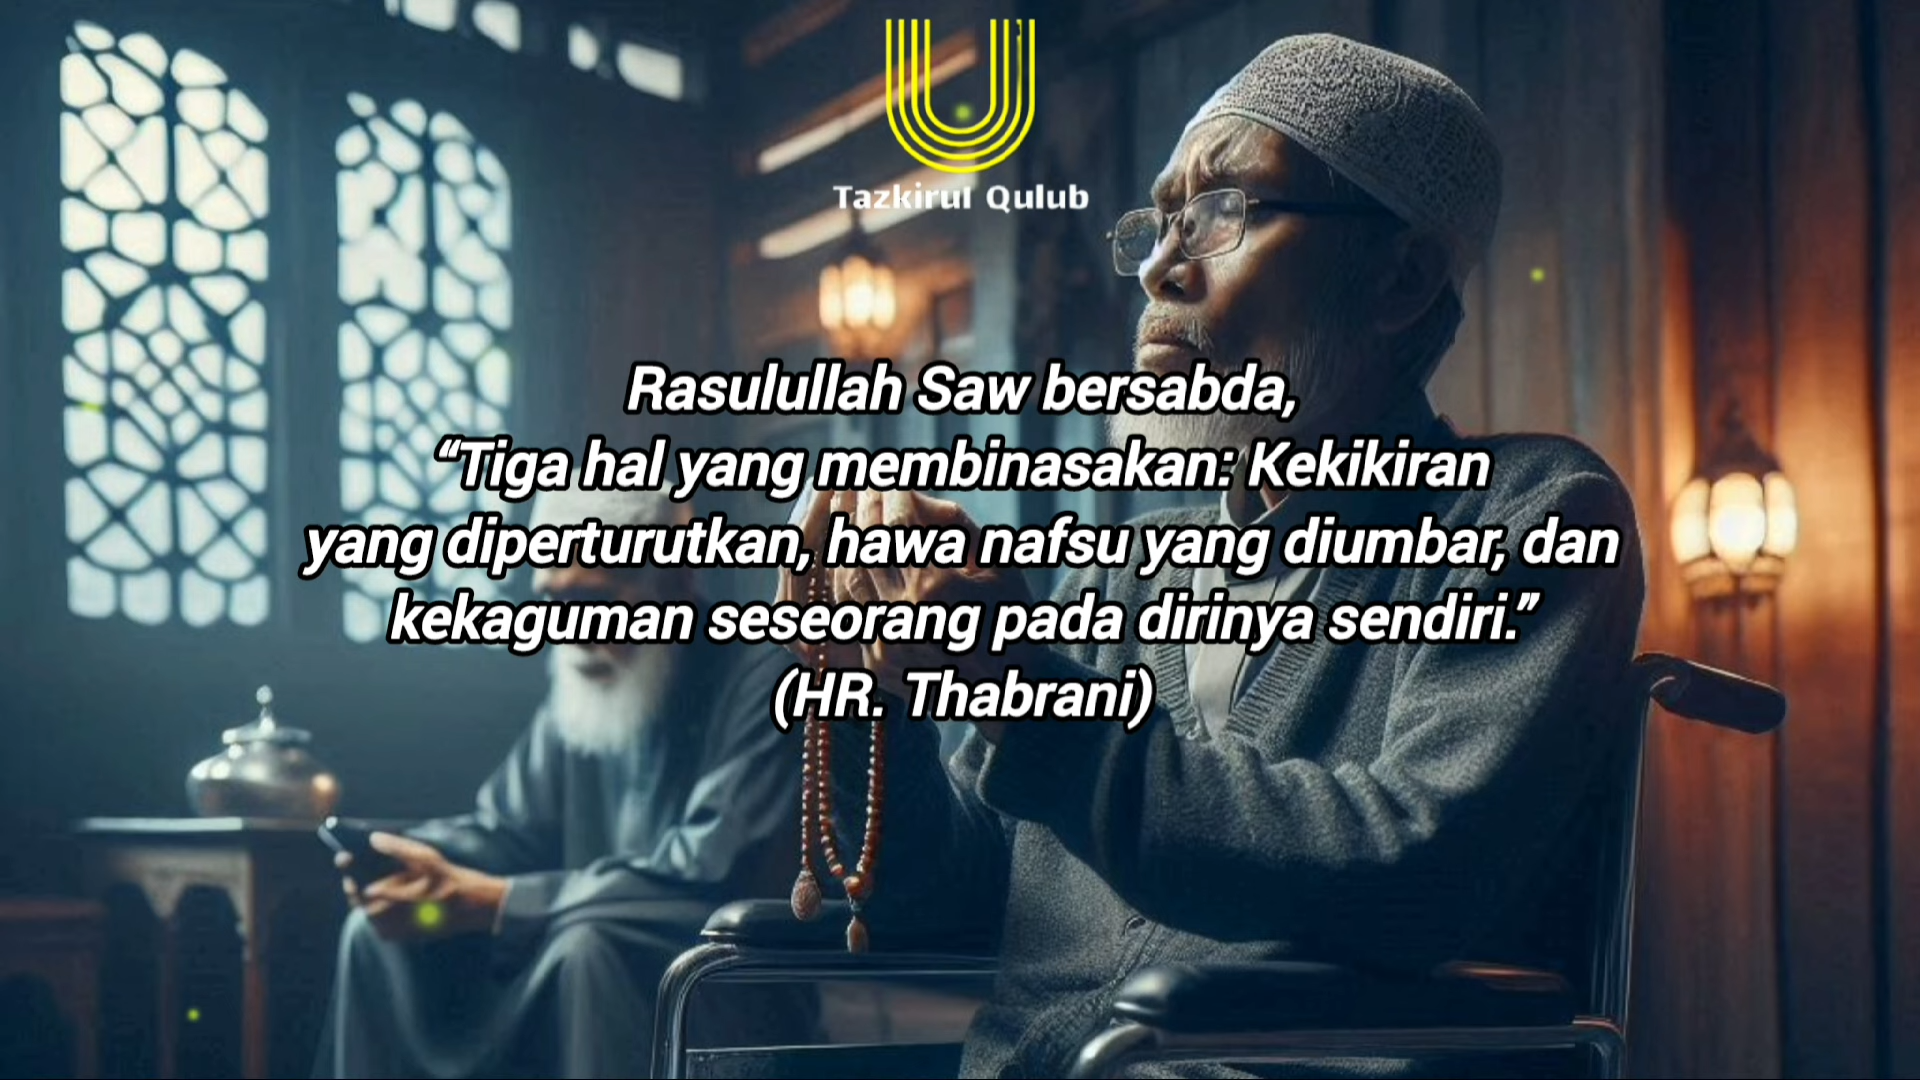 Tazkirul Qulub
Rasulullah Saw bersabda,
“Tiga hal yang membinasakan: Kekikiran
yang diperturutkan, hawa nafsu yang diumbar, dan
kekaguman seseorang pada dirinya sendiri.”
(HR. Thabrani)